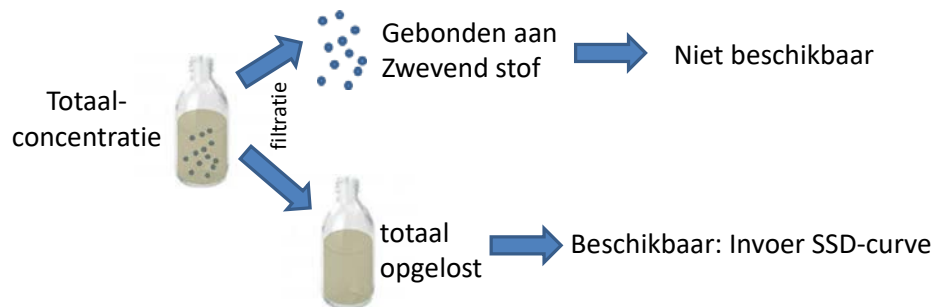 Totaal-
concentratie
filtratie
Gebonden aan
Zwevend stof
Niet beschikbaar
totaal
opgelost
Beschikbaar: Invoer SSD-curve